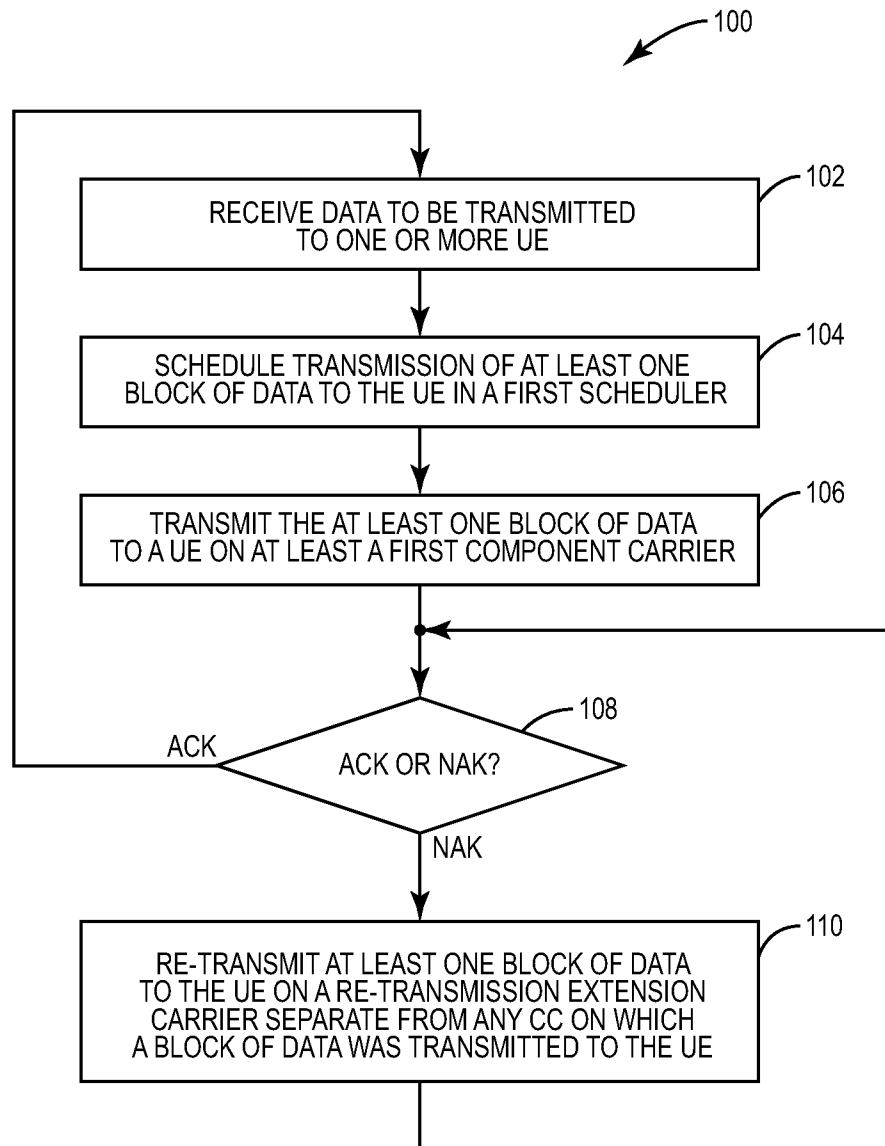 100
102
RECEIVE DATA TO BE TRANSMITTED
TO ONE OR MORE UE
104
SCHEDULE TRANSMISSION OF AT LEAST ONE
BLOCK OF DATA TO THE UE IN A FIRST SCHEDULER
106
TRANSMIT THE AT LEAST ONE BLOCK OF DATA
TO A UE ON AT LEAST A FIRST COMPONENT CARRIER
108
ACK
ACK OR NAK?
NAK
110
RE-TRANSMIT AT LEAST ONE BLOCK OF DATA
TO THE UE ON A RE-TRANSMISSION EXTENSION
CARRIER SEPARATE FROM ANY CC ON WHICH
A BLOCK OF DATA WAS TRANSMITTED TO THE UE